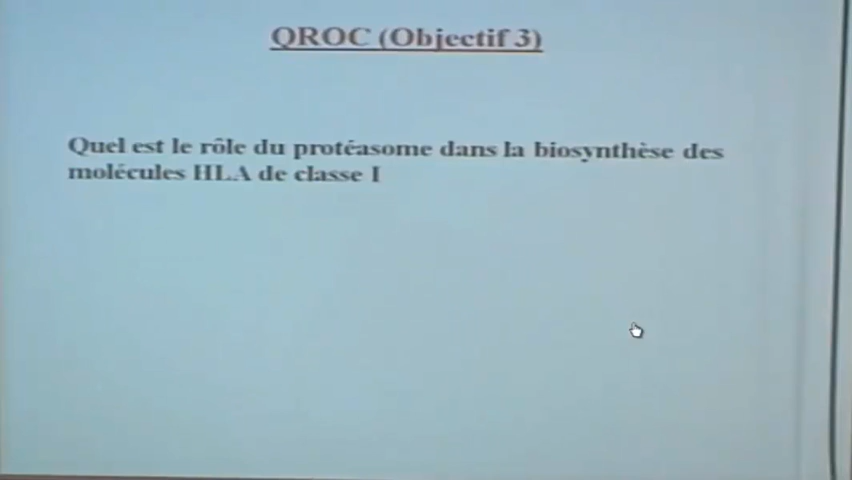 QROC (Objectif 3)
Quel est le rôle du protéasome dans la biosynthèse des
molécules HLA de classe I